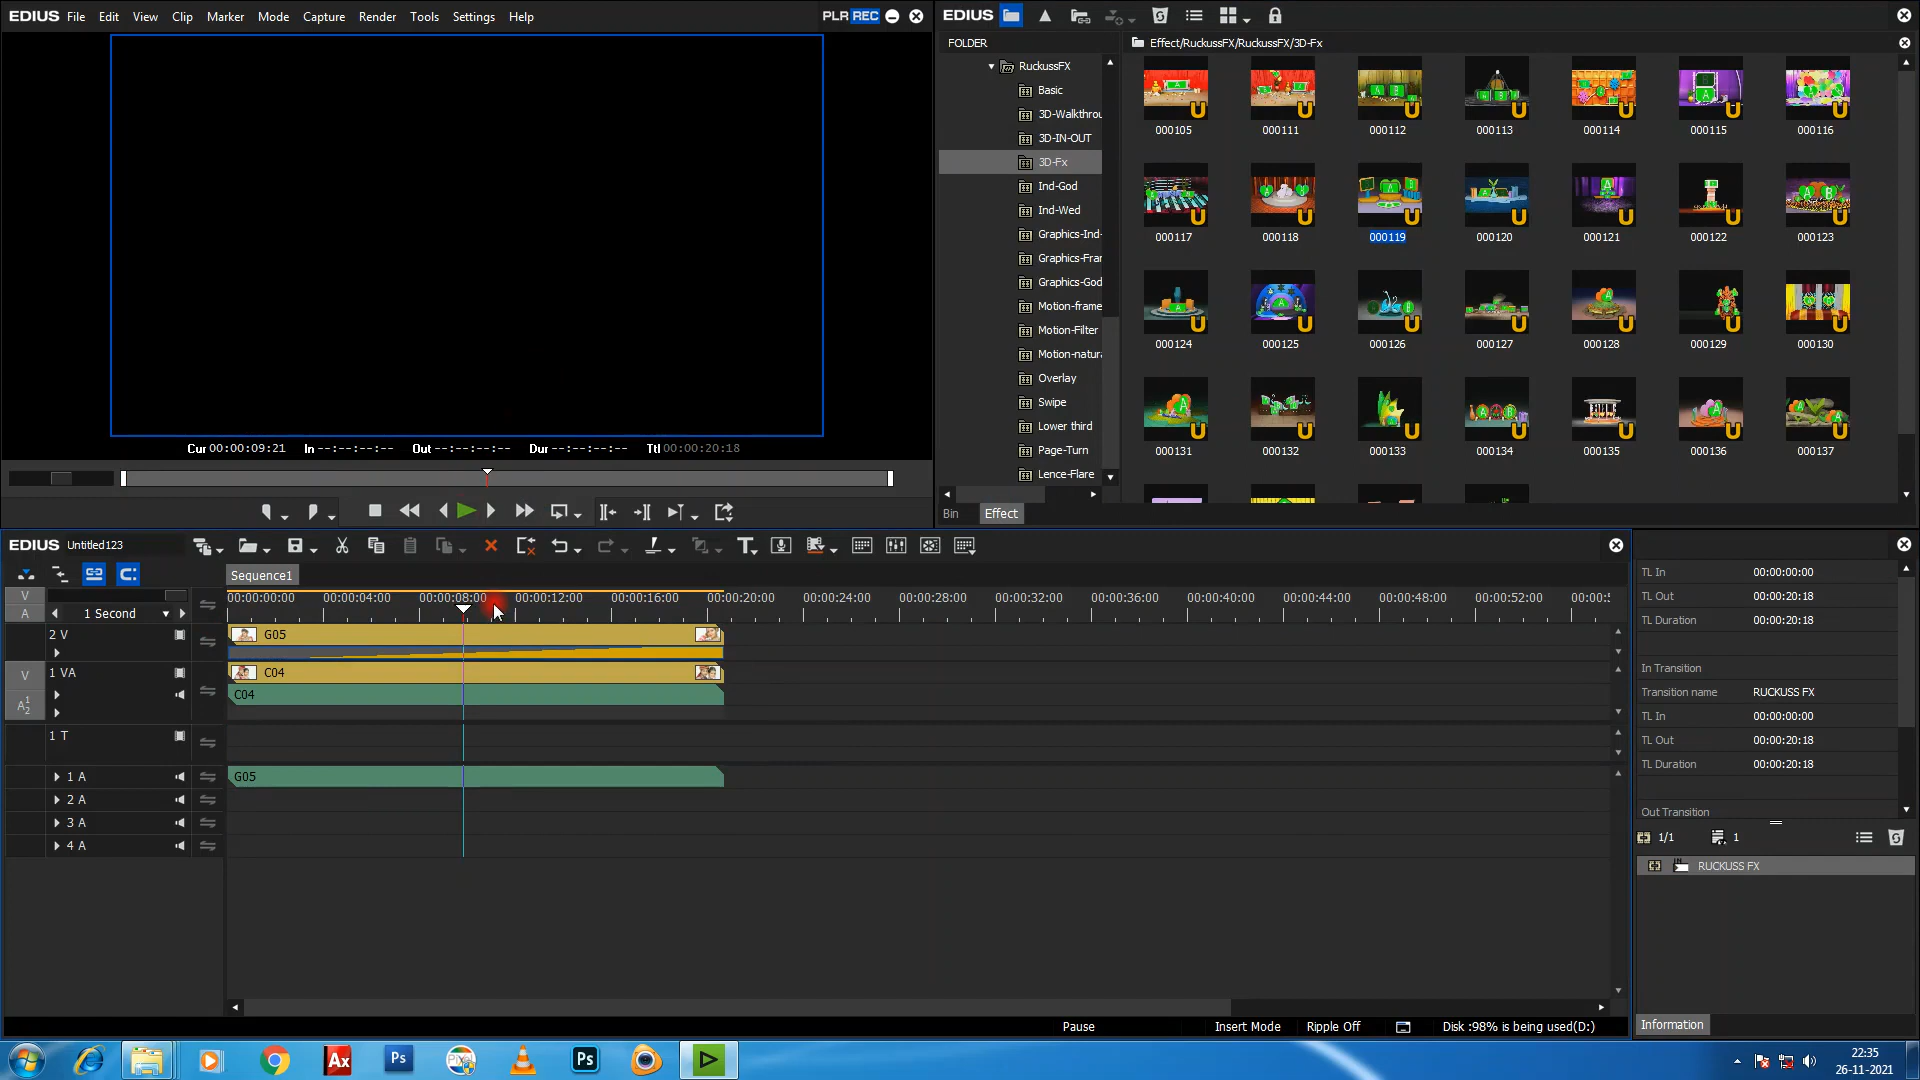 EDIUS File Edit View Clip Marker Mode Capture Render Tools Settings Help PLR REC
Cur 00:00:09:21 In --:--:--:-- Out --:--:--:-- Dur --:--:--:-- Ttl 00:00:20:18
EDIUS
FOLDER
Effect/RuckussFX/RuckussFX/3D-Fx
RuckussFX
Basic
3D-Walkthrou
3D-IN-OUT
3D-Fx
Ind-God
Ind-Wed
Graphics-Ind-
Graphics-Fran
Graphics-God
Motion-frame
Motion-Filter
Motion-natura
Overlay
Swipe
Lower third
Page-Turn
Lence-Flare
Bin Effect
000105 000111 000112 000113 000114 000115 000116
000117 000118 000119 000120 000121 000122 000123
000124 000125 000126 000127 000128 000129 000130
000131 000132 000133 000134 000135 000136 000137
EDIUS Untitled123
Sequence1
V
A
1 Second
00:00:00:00 00:00:04:00 00:00:08:00 00:00:12:00 00:00:16:00 00:00:20:00 00:00:24:00 00:00:28:00 00:00:32:00 00:00:36:00 00:00:40:00 00:00:44:00 00:00:48:00 00:00:52:00 00:00:5
2 V
G05
V
1 VA
C04
A12
C04
1 T
1 A
G05
2 A
3 A
4 A
Pause Insert Mode Ripple Off Disk :98% is being used(D:)
TL In 00:00:00:00
TL Out 00:00:20:18
TL Duration 00:00:20:18
In Transition
Transition name RUCKUSS FX
TL In 00:00:00:00
TL Out 00:00:20:18
TL Duration 00:00:20:18
Out Transition
1/1 1
RUCKUSS FX
Information
Ax Ps Ps
22:35
26-11-2021